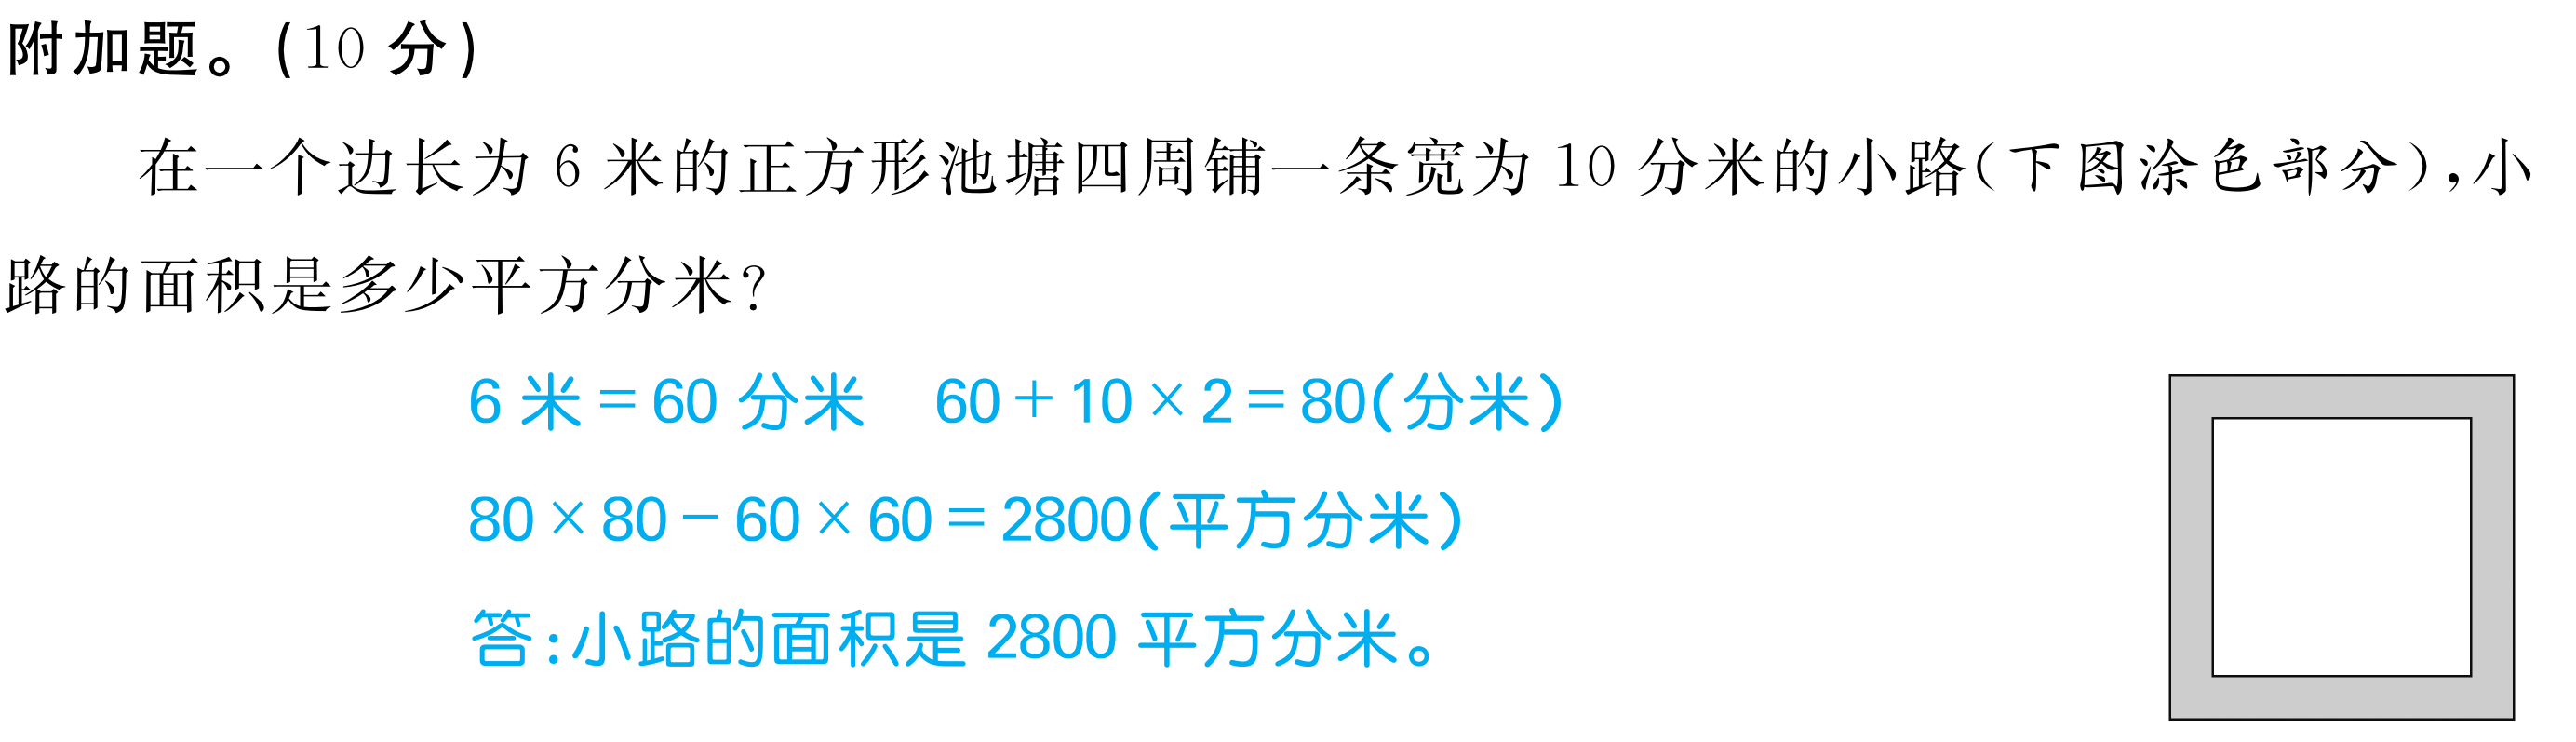 附加题。(10 分)
在一个边长为 6 米的正方形池塘四周铺一条宽为 10 分米的小路(下图涂色部分),小
路的面积是多少平方分米?
6 米 = 60 分米 60 + 10 × 2 = 80(分米)
80 × 80 − 60 × 60 = 2800(平方分米)
答:小路的面积是 2800 平方分米。